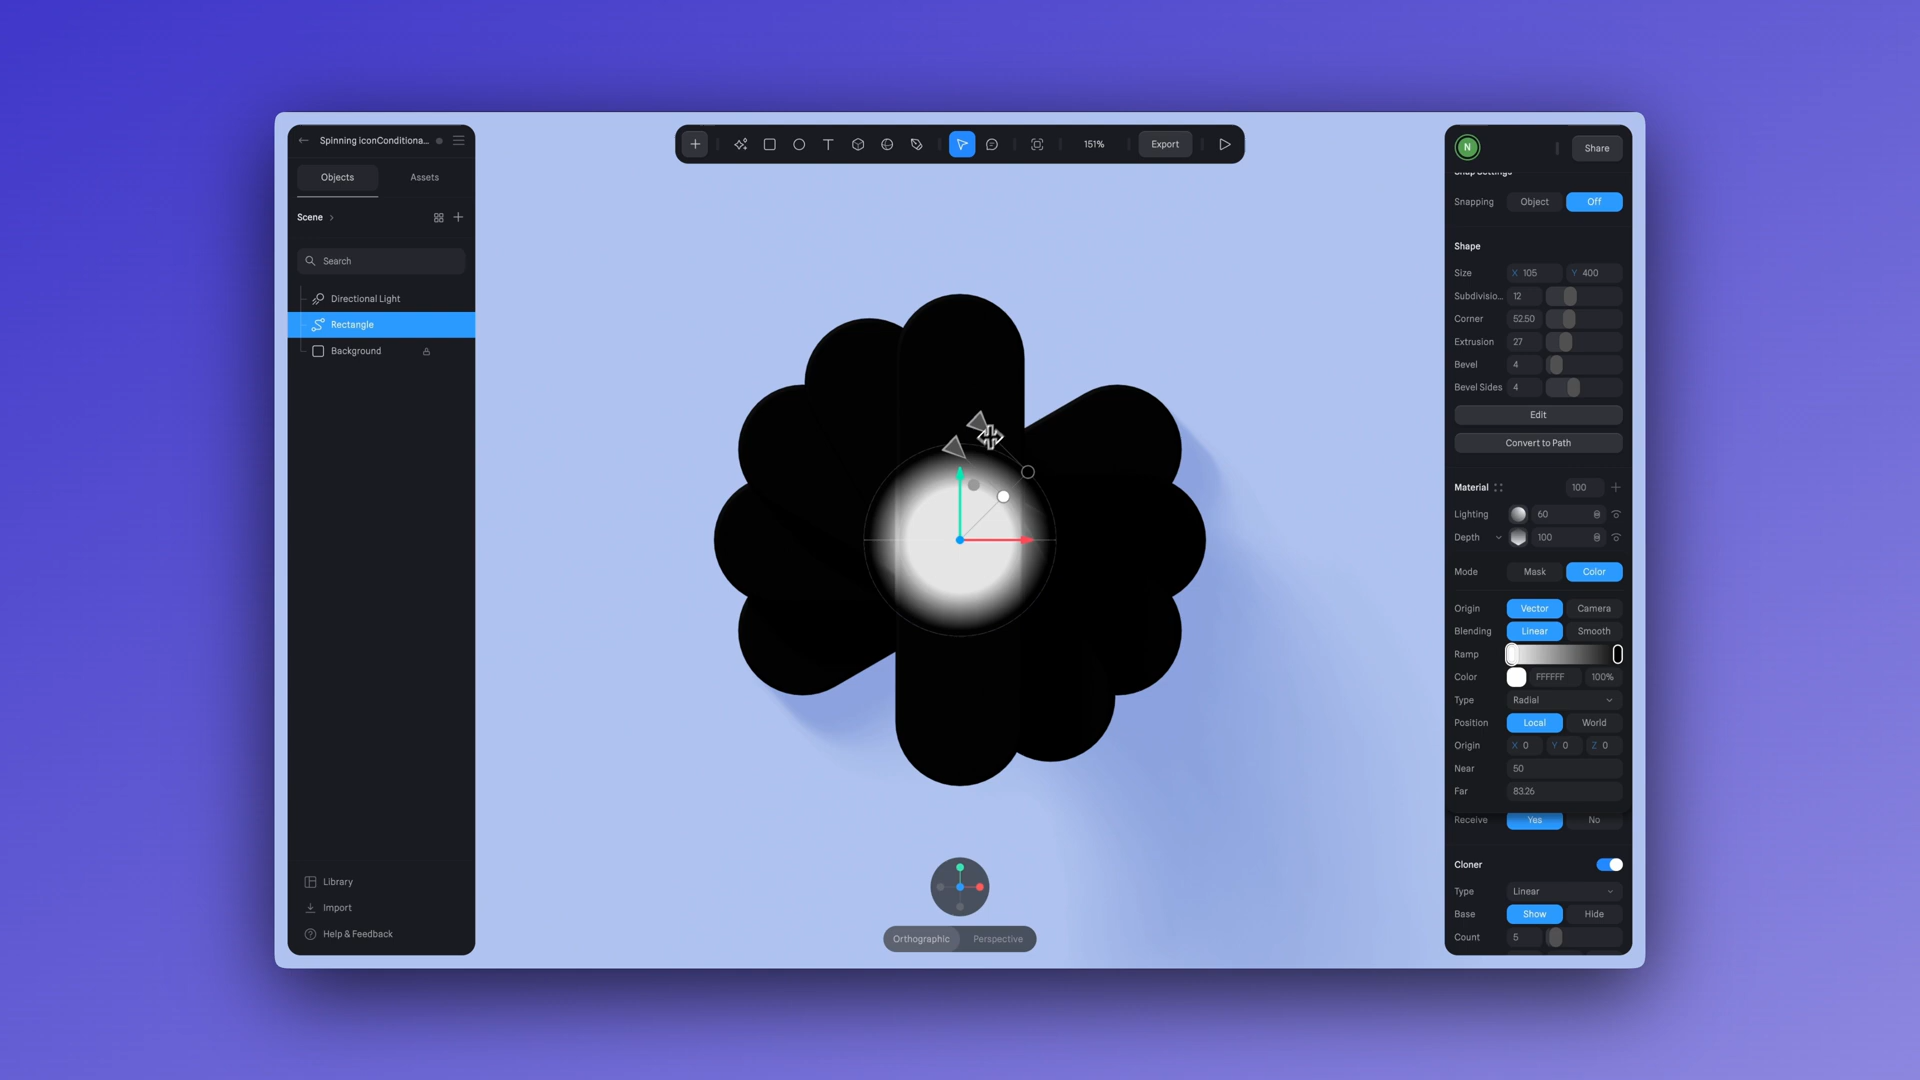 Spinning iconConditiona...
Objects
Assets
Scene
Search
Directional Light
Rectangle
Background
Library
Import
Help & Feedback
151%
Export
Orthographic
Perspective
N
Share
Snap Settings
Snapping
Object
Off
Shape
Size
X 105
Y 400
Subdivisio...
12
Corner
52.50
Extrusion
27
Bevel
4
Bevel Sides
4
Edit
Convert to Path
Material
100
Lighting
60
Depth
100
Mode
Mask
Color
Origin
Vector
Camera
Blending
Linear
Smooth
Ramp
Color
FFFFFF
100%
Type
Radial
Position
Local
World
Origin
X 0
Y 0
Z 0
Near
50
Far
83.26
Receive
Yes
No
Cloner
Type
Linear
Base
Show
Hide
Count
5